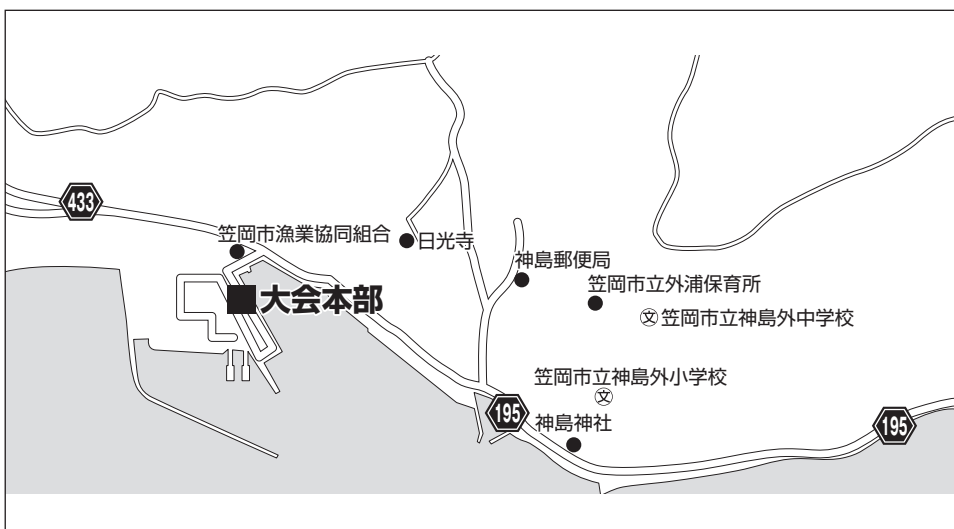 433
笠岡市漁業協同組合
日光寺
神島郵便局
笠岡市立外浦保育所
大会本部
文 笠岡市立神島外中学校
笠岡市立神島外小学校
文
195
神島神社
195